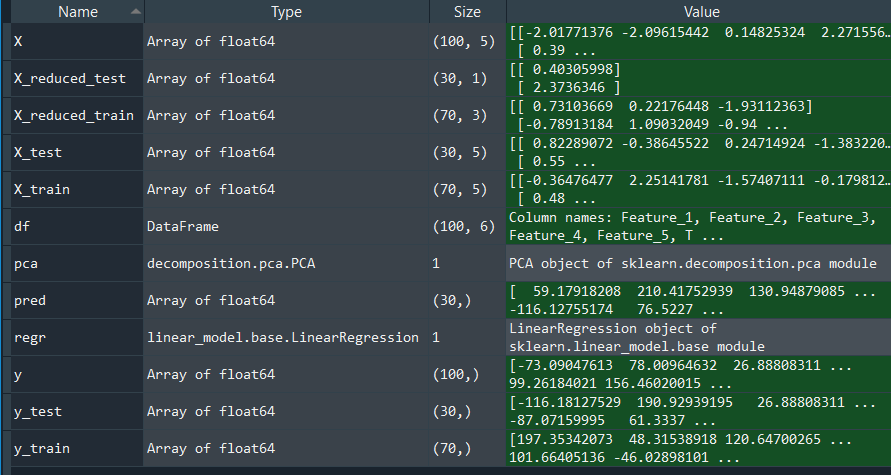 Name Type Size Value
X Array of float64 (100, 5) [[-2.01771376 -2.09615442 0.14825324 2.271556…
[ 0.39 ...
X_reduced_test Array of float64 (30, 1) [[ 0.40305998]
[ 2.3736346 ]
X_reduced_train Array of float64 (70, 3) [[ 0.73103669 0.22176448 -1.93112363]
[-0.78913184 1.09032049 -0.94 ...
X_test Array of float64 (30, 5) [[ 0.82289072 -0.38645522 0.24714924 -1.383220…
[ 0.55 ...
X_train Array of float64 (70, 5) [[-0.36476477 2.25141781 -1.57407111 -0.179812…
[ 0.48 ...
df DataFrame (100, 6) Column names: Feature_1, Feature_2, Feature_3,
Feature_4, Feature_5, T ...
pca decomposition.pca.PCA 1 PCA object of sklearn.decomposition.pca module
pred Array of float64 (30,) [ 59.17918208 210.41752939 130.94879085 ...
-116.12755174 76.5227 ...
regr linear_model.base.LinearRegression 1 LinearRegression object of
sklearn.linear_model.base module
y Array of float64 (100,) [-73.09047613 78.00964632 26.88808311 ...
99.26184021 156.46020015 ...
y_test Array of float64 (30,) [-116.18127529 190.92939195 26.88808311 ...
-87.07159995 61.3337 ...
y_train Array of float64 (70,) [197.35342073 48.31538918 120.64700265 ...
101.66405136 -46.02898101 ...